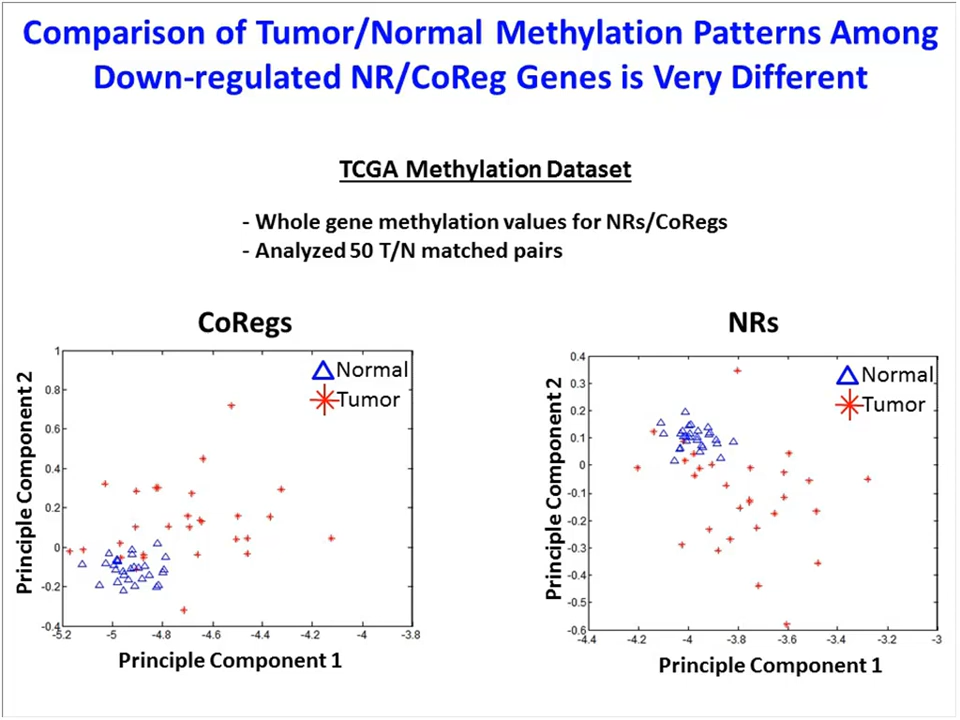 Comparison of Tumor/Normal Methylation Patterns Among
Down-regulated NR/CoReg Genes is Very Different
TCGA Methylation Dataset
- Whole gene methylation values for NRs/CoRegs
- Analyzed 50 T/N matched pairs
CoRegs
Normal
Tumor
Principle Component 2
1
0.8
0.6
0.4
0.2
0
-0.2
-0.4
-5.2 -5 -4.8 -4.6 -4.4 -4.2 -4 -3.8
Principle Component 1
NRs
Normal
Tumor
Principle Component 2
0.4
0.3
0.2
0.1
0
-0.1
-0.2
-0.3
-0.4
-0.5
-0.6
-4.4 -4.2 -4 -3.8 -3.6 -3.4 -3.2 -3
Principle Component 1